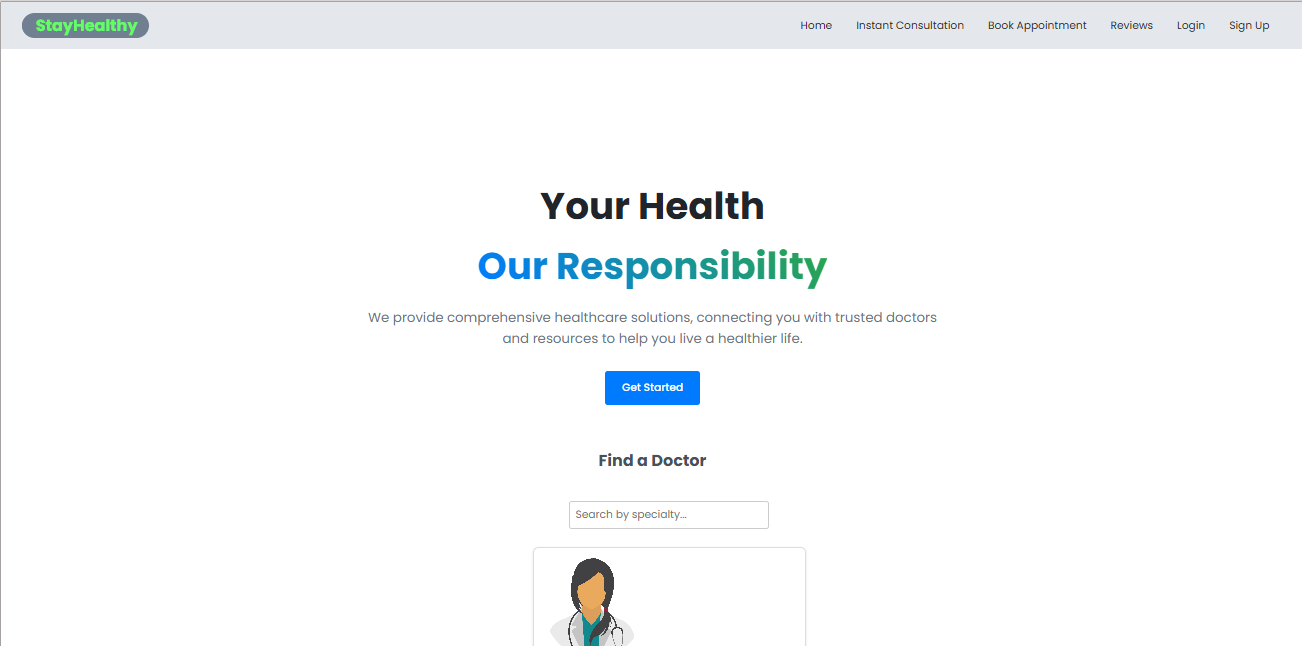 StayHealthy
Home Instant Consultation Book Appointment Reviews Login Sign Up
Your Health
Our Responsibility
We provide comprehensive healthcare solutions, connecting you with trusted doctors
and resources to help you live a healthier life.
Get Started
Find a Doctor
Search by specialty...